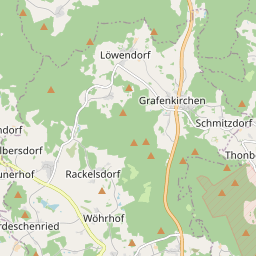 Löwendorf
Grafenkirchen
Schmitzdorf
ndorf
lbersdorf
Thonb
unerhof
Rackelsdorf
Wöhrhof
rdeschenried